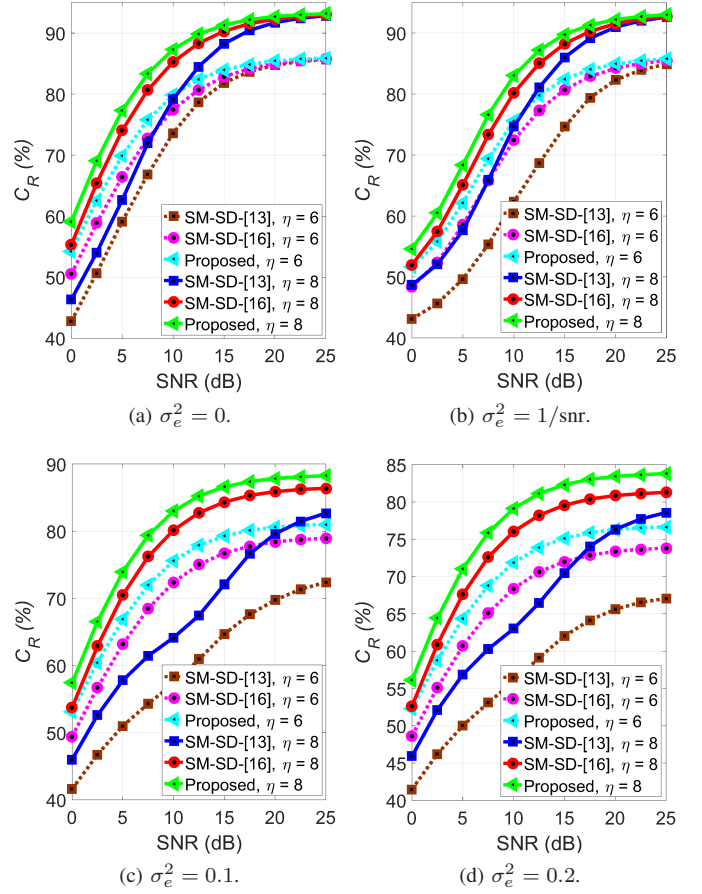 90
80
70
60
50
40
C_R (%)
SM-SD-[13], η = 6
SM-SD-[16], η = 6
Proposed, η = 6
SM-SD-[13], η = 8
SM-SD-[16], η = 8
Proposed, η = 8
0 5 10 15 20 25
SNR (dB)
(a) σ_e^2 = 0.
90
80
70
60
50
40
C_R (%)
SM-SD-[13], η = 6
SM-SD-[16], η = 6
Proposed, η = 6
SM-SD-[13], η = 8
SM-SD-[16], η = 8
Proposed, η = 8
0 5 10 15 20 25
SNR (dB)
(b) σ_e^2 = 1/snr.
90
80
70
60
50
40
C_R (%)
SM-SD-[13], η = 6
SM-SD-[16], η = 6
Proposed, η = 6
SM-SD-[13], η = 8
SM-SD-[16], η = 8
Proposed, η = 8
0 5 10 15 20 25
SNR (dB)
(c) σ_e^2 = 0.1.
85
80
75
70
65
60
55
50
45
40
C_R (%)
SM-SD-[13], η = 6
SM-SD-[16], η = 6
Proposed, η = 6
SM-SD-[13], η = 8
SM-SD-[16], η = 8
Proposed, η = 8
0 5 10 15 20 25
SNR (dB)
(d) σ_e^2 = 0.2.